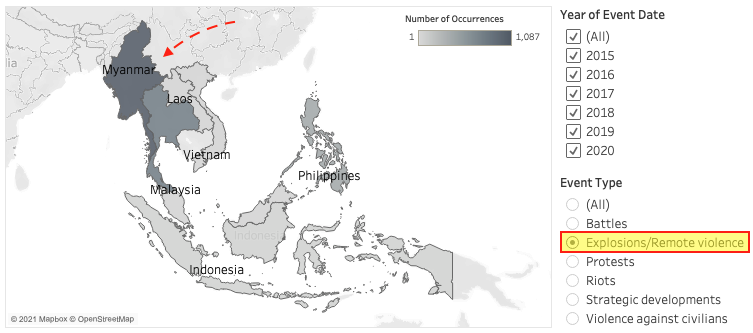 Number of Occurrences
1
1,087
Myanmar
Laos
Vietnam
Philippines
Malaysia
Indonesia
Indonesia
© 2021 Mapbox © OpenStreetMap
Year of Event Date
(All)
2015
2016
2017
2018
2019
2020
Event Type
(All)
Battles
Explosions/Remote violence
Protests
Riots
Strategic developments
Violence against civilians